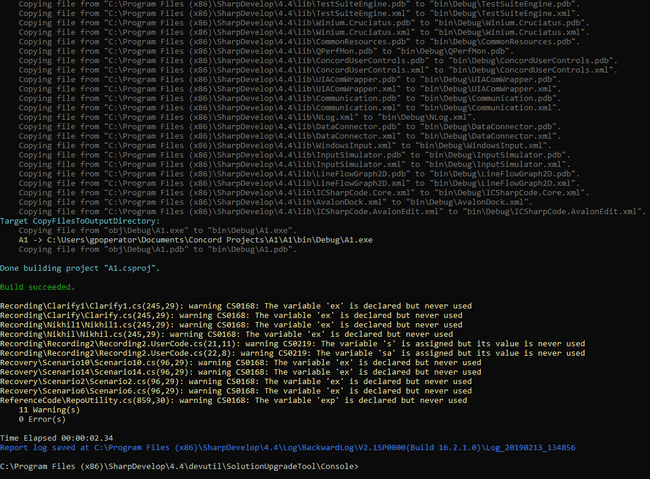 Copying file from "C:\Program Files (x86)\SharpDevelop\4.4\lib\TestSuiteEngine.pdb" to "bin\Debug\TestSuiteEngine.pdb".
Copying file from "C:\Program Files (x86)\SharpDevelop\4.4\lib\TestSuiteEngine.xml" to "bin\Debug\TestSuiteEngine.xml".
Copying file from "C:\Program Files (x86)\SharpDevelop\4.4\lib\Winium.Cruciatus.pdb" to "bin\Debug\Winium.Cruciatus.pdb".
Copying file from "C:\Program Files (x86)\SharpDevelop\4.4\lib\Winium.Cruciatus.xml" to "bin\Debug\Winium.Cruciatus.xml".
Copying file from "C:\Program Files (x86)\SharpDevelop\4.4\lib\CommonResources.pdb" to "bin\Debug\CommonResources.pdb".
Copying file from "C:\Program Files (x86)\SharpDevelop\4.4\lib\QPerfMon.pdb" to "bin\Debug\QPerfMon.pdb".
Copying file from "C:\Program Files (x86)\SharpDevelop\4.4\lib\ConcordUserControls.pdb" to "bin\Debug\ConcordUserControls.pdb".
Copying file from "C:\Program Files (x86)\SharpDevelop\4.4\lib\ConcordUserControls.xml" to "bin\Debug\ConcordUserControls.xml".
Copying file from "C:\Program Files (x86)\SharpDevelop\4.4\lib\UIAComWrapper.pdb" to "bin\Debug\UIAComWrapper.pdb".
Copying file from "C:\Program Files (x86)\SharpDevelop\4.4\lib\UIAComWrapper.xml" to "bin\Debug\UIAComWrapper.xml".
Copying file from "C:\Program Files (x86)\SharpDevelop\4.4\lib\Communication.pdb" to "bin\Debug\Communication.pdb".
Copying file from "C:\Program Files (x86)\SharpDevelop\4.4\lib\Communication.xml" to "bin\Debug\Communication.xml".
Copying file from "C:\Program Files (x86)\SharpDevelop\4.4\lib\NLog.xml" to "bin\Debug\NLog.xml".
Copying file from "C:\Program Files (x86)\SharpDevelop\4.4\lib\DataConnector.pdb" to "bin\Debug\DataConnector.pdb".
Copying file from "C:\Program Files (x86)\SharpDevelop\4.4\lib\DataConnector.xml" to "bin\Debug\DataConnector.xml".
Copying file from "C:\Program Files (x86)\SharpDevelop\4.4\lib\WindowsInput.xml" to "bin\Debug\WindowsInput.xml".
Copying file from "C:\Program Files (x86)\SharpDevelop\4.4\lib\InputSimulator.pdb" to "bin\Debug\InputSimulator.pdb".
Copying file from "C:\Program Files (x86)\SharpDevelop\4.4\lib\InputSimulator.xml" to "bin\Debug\InputSimulator.xml".
Copying file from "C:\Program Files (x86)\SharpDevelop\4.4\lib\LineFlowGraph2D.pdb" to "bin\Debug\LineFlowGraph2D.pdb".
Copying file from "C:\Program Files (x86)\SharpDevelop\4.4\lib\LineFlowGraph2D.xml" to "bin\Debug\LineFlowGraph2D.xml".
Copying file from "C:\Program Files (x86)\SharpDevelop\4.4\lib\ICSharpCode.Core.xml" to "bin\Debug\ICSharpCode.Core.xml".
Copying file from "C:\Program Files (x86)\SharpDevelop\4.4\lib\AvalonDock.xml" to "bin\Debug\AvalonDock.xml".
Copying file from "C:\Program Files (x86)\SharpDevelop\4.4\lib\ICSharpCode.AvalonEdit.xml" to "bin\Debug\ICSharpCode.AvalonEdit.xml".
Target CopyFilesToOutputDirectory:
Copying file from "obj\Debug\A1.exe" to "bin\Debug\A1.exe".
A1 -> C:\Users\gpoperator\Documents\Concord Projects\A1\A1\bin\Debug\A1.exe
Copying file from "obj\Debug\A1.pdb" to "bin\Debug\A1.pdb".
Done building project "A1.csproj".
Build succeeded.
Recording\Clarify1\Clarify1.cs(245,29): warning CS0168: The variable 'ex' is declared but never used
Recording\Clarify\Clarify.cs(245,29): warning CS0168: The variable 'ex' is declared but never used
Recording\Nikhil1\Nikhil1.cs(245,29): warning CS0168: The variable 'ex' is declared but never used
Recording\Nikhil\Nikhil.cs(245,29): warning CS0168: The variable 'ex' is declared but never used
Recording\Recording2\Recording2.UserCode.cs(21,11): warning CS0219: The variable 's' is assigned but its value is never used
Recording\Recording2\Recording2.UserCode.cs(22,8): warning CS0219: The variable 'sa' is assigned but its value is never used
Recovery\Scenario10\Scenario10.cs(96,29): warning CS0168: The variable 'ex' is declared but never used
Recovery\Scenario14\Scenario14.cs(96,29): warning CS0168: The variable 'ex' is declared but never used
Recovery\Scenario2\Scenario2.cs(96,29): warning CS0168: The variable 'ex' is declared but never used
Recovery\Scenario6\Scenario6.cs(96,29): warning CS0168: The variable 'ex' is declared but never used
ReferenceCode\RepoUtility.cs(859,30): warning CS0168: The variable 'exp' is declared but never used
11 Warning(s)
0 Error(s)
Time Elapsed 00:00:02.34
Report log saved at C:\Program Files (x86)\SharpDevelop\4.4\Log\BackwardLog\V2.1SP0000(Build 16.2.1.0)\Log_20190213_134856
C:\Program Files (x86)\SharpDevelop\4.4\devutil\SolutionUpgradeTool\Console>